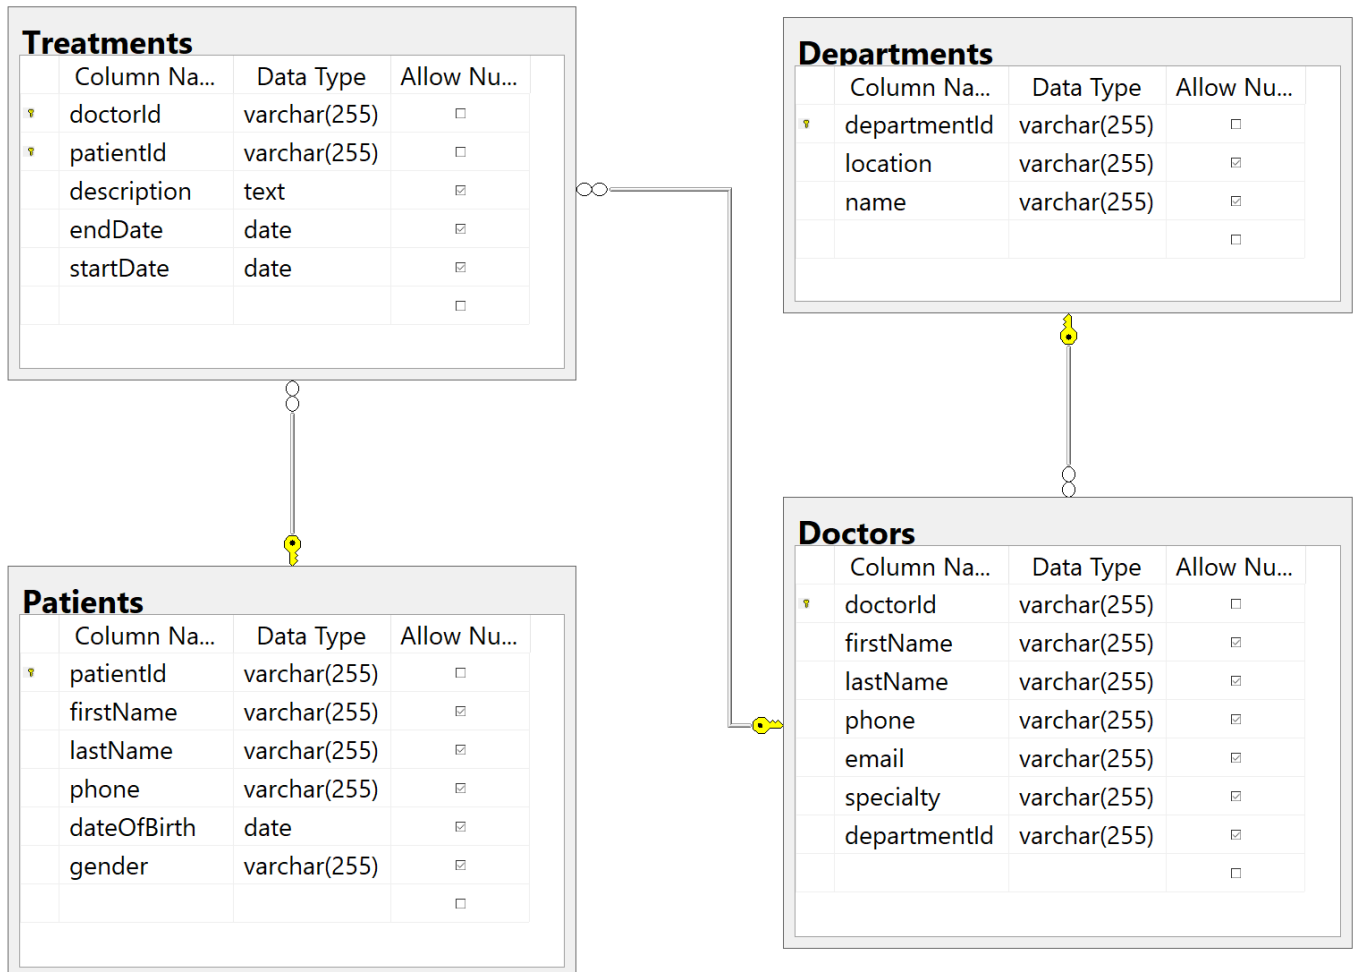 Treatments
Column Na... Data Type Allow Nu...
doctorId varchar(255)
patientId varchar(255)
description text
endDate date
startDate date
Departments
Column Na... Data Type Allow Nu...
departmentId varchar(255)
location varchar(255)
name varchar(255)
Patients
Column Na... Data Type Allow Nu...
patientId varchar(255)
firstName varchar(255)
lastName varchar(255)
phone varchar(255)
dateOfBirth date
gender varchar(255)
Doctors
Column Na... Data Type Allow Nu...
doctorId varchar(255)
firstName varchar(255)
lastName varchar(255)
phone varchar(255)
email varchar(255)
specialty varchar(255)
departmentId varchar(255)